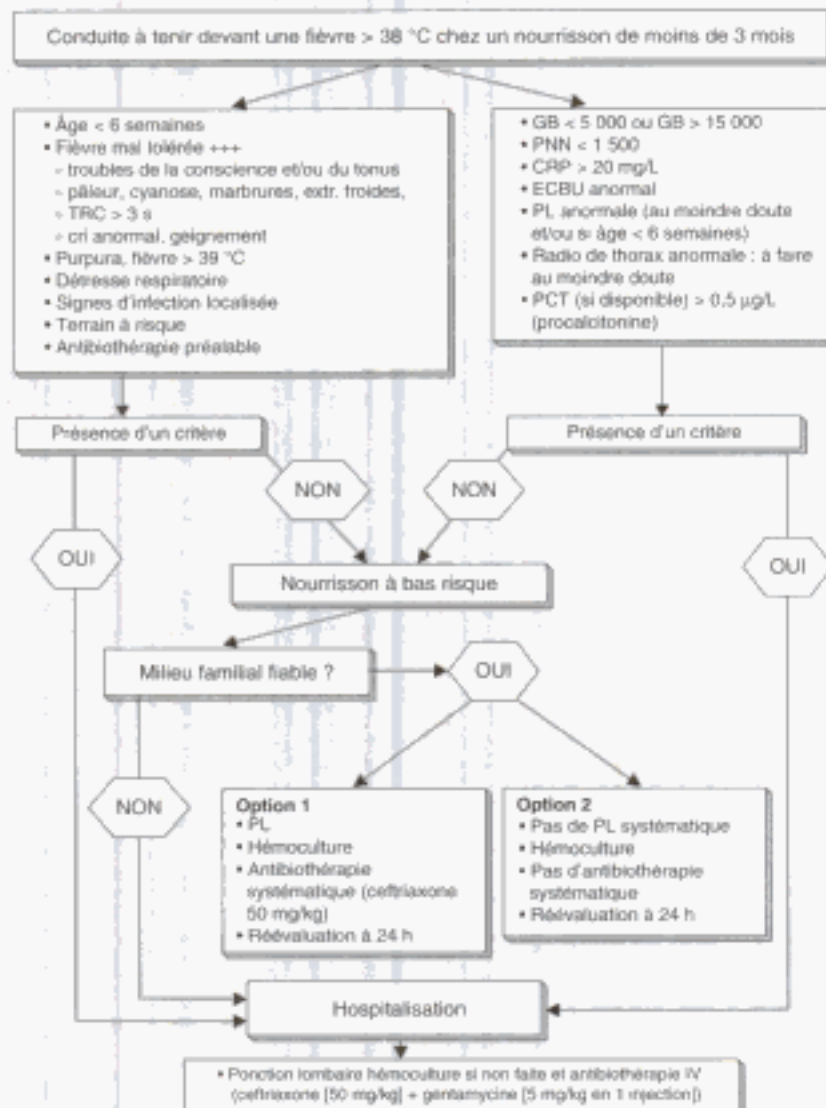 Conduite à tenir devant une fièvre > 38 °C chez un nourrisson de moins de 3 mois
• Âge < 6 semaines
• Fièvre mal tolérée +++
- troubles de la conscience et/ou du tonus
- pâleur, cyanose, marbrures, extr. froides,
- TRC > 3 s
- cri anormal, geignement
• Purpura, fièvre > 39 °C
• Détresse respiratoire
• Signes d'infection localisée
• Terrain à risque
• Antibiothérapie préalable
• GB < 5 000 ou GB > 15 000
• PNN < 1 500
• CRP > 20 mg/L
• ECBU anormal
• PL anormale (au moindre doute
et/ou si âge < 6 semaines)
• Radio de thorax anormale : à faire
au moindre doute
• PCT (si disponible) > 0,5 µg/L
(procalcitonine)
Présence d'un critère
Présence d'un critère
NON
NON
OUI
OUI
Nourrisson à bas risque
Milieu familial fiable ?
OUI
NON
Option 1
• PL
• Hémoculture
• Antibiothérapie
systématique (ceftriaxone
50 mg/kg)
• Réévaluation à 24 h
Option 2
• Pas de PL systématique
• Hémoculture
• Pas d'antibiothérapie
systématique
• Réévaluation à 24 h
Hospitalisation
• Ponction lombaire hémoculture si non faite et antibiothérapie IV
(ceftriaxone [50 mg/kg] + gentamycine [5 mg/kg en 1 injection])